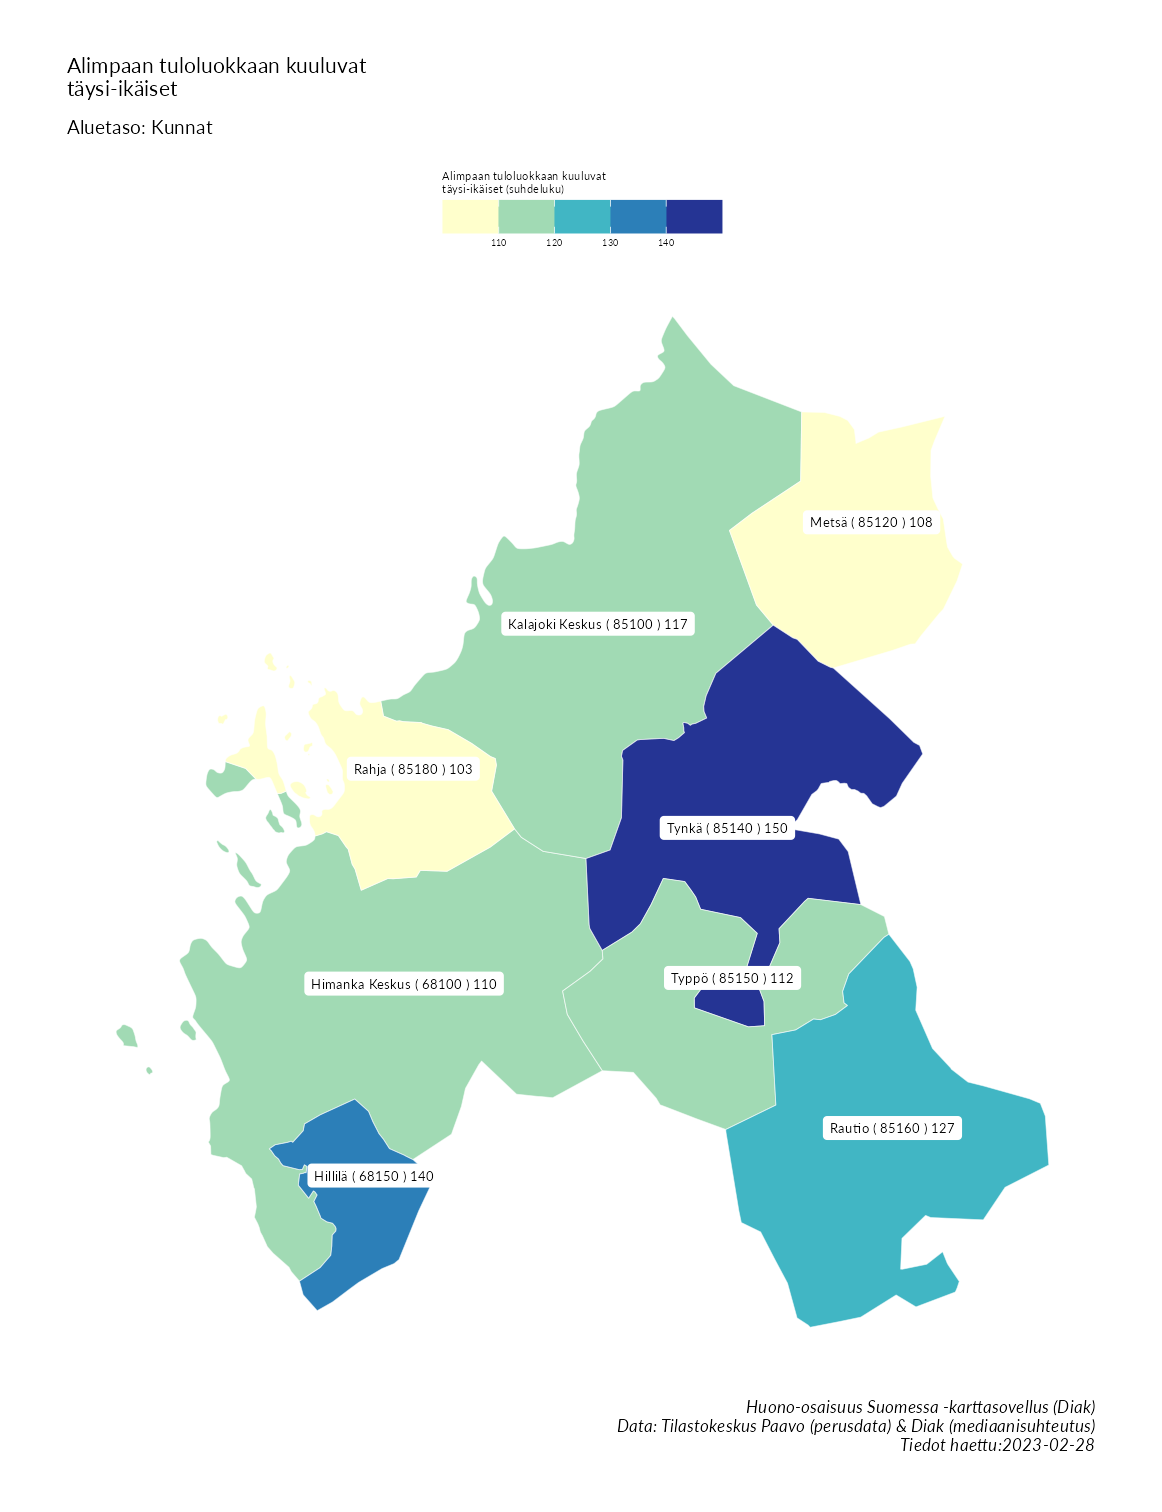 Alimpaan tuloluokkaan kuuluvat
täysi-ikäiset
Aluetaso: Kunnat
Alimpaan tuloluokkaan kuuluvat
täysi-ikäiset (suhdeluku)
110 120 130 140
Metsä ( 85120 ) 108
Kalajoki Keskus ( 85100 ) 117
Rahja ( 85180 ) 103
Tynkä ( 85140 ) 150
Typpö ( 85150 ) 112
Himanka Keskus ( 68100 ) 110
Rautio ( 85160 ) 127
Hillilä ( 68150 ) 140
Huono-osaisuus Suomessa -karttasovellus (Diak)
Data: Tilastokeskus Paavo (perusdata) & Diak (mediaanisuhteutus)
Tiedot haettu:2023-02-28